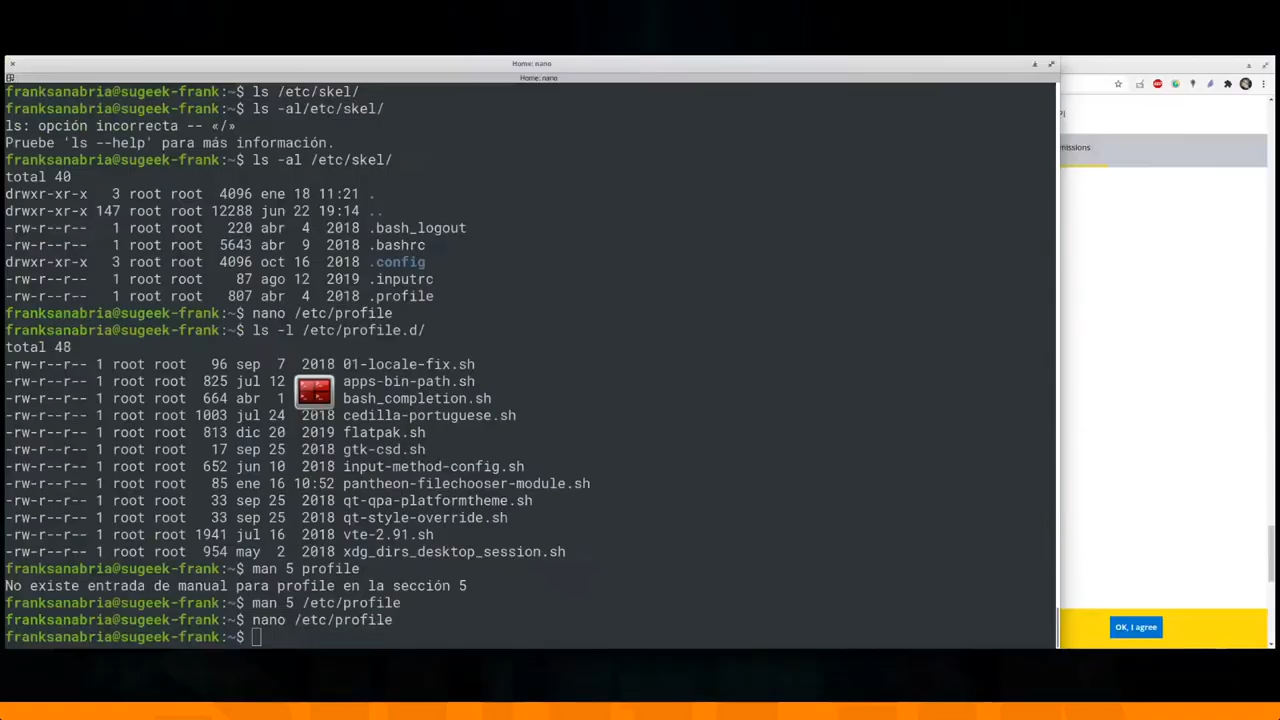 Home: nano
Home: nano
franksanabria@sugeek-frank:~$ ls /etc/skel/
franksanabria@sugeek-frank:~$ ls -al/etc/skel/
ls: opción incorrecta -- «/»
Pruebe 'ls --help' para más información.
franksanabria@sugeek-frank:~$ ls -al /etc/skel/
total 40
drwxr-xr-x   3 root root  4096 ene 18 11:21 .
drwxr-xr-x 147 root root 12288 jun 22 19:14 ..
-rw-r--r--   1 root root   220 abr  4  2018 .bash_logout
-rw-r--r--   1 root root  5643 abr  9  2018 .bashrc
drwxr-xr-x   3 root root  4096 oct 16  2018 .config
-rw-r--r--   1 root root    87 ago 12  2019 .inputrc
-rw-r--r--   1 root root   807 abr  4  2018 .profile
franksanabria@sugeek-frank:~$ nano /etc/profile
franksanabria@sugeek-frank:~$ ls -l /etc/profile.d/
total 48
-rw-r--r-- 1 root root   96 sep  7  2018 01-locale-fix.sh
-rw-r--r-- 1 root root  825 jul 12 apps-bin-path.sh
-rw-r--r-- 1 root root  664 abr  1 bash_completion.sh
-rw-r--r-- 1 root root 1003 jul 24  2018 cedilla-portuguese.sh
-rw-r--r-- 1 root root  813 dic 20  2019 flatpak.sh
-rw-r--r-- 1 root root   17 sep 25  2018 gtk-csd.sh
-rw-r--r-- 1 root root  652 jun 10  2018 input-method-config.sh
-rw-r--r-- 1 root root   85 ene 16 10:52 pantheon-filechooser-module.sh
-rw-r--r-- 1 root root   33 sep 25  2018 qt-qpa-platformtheme.sh
-rw-r--r-- 1 root root   33 sep 25  2018 qt-style-override.sh
-rw-r--r-- 1 root root 1941 jul 16  2018 vte-2.91.sh
-rw-r--r-- 1 root root  954 may  2  2018 xdg_dirs_desktop_session.sh
franksanabria@sugeek-frank:~$ man 5 profile
No existe entrada de manual para profile en la sección 5
franksanabria@sugeek-frank:~$ man 5 /etc/profile
franksanabria@sugeek-frank:~$ nano /etc/profile
franksanabria@sugeek-frank:~$
missions
OK, I agree